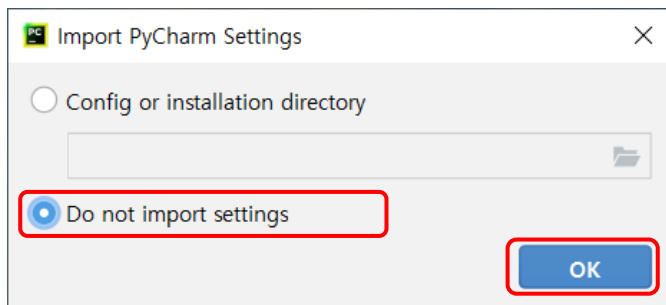 PC
Import PyCharm Settings
Config or installation directory
Do not import settings
OK